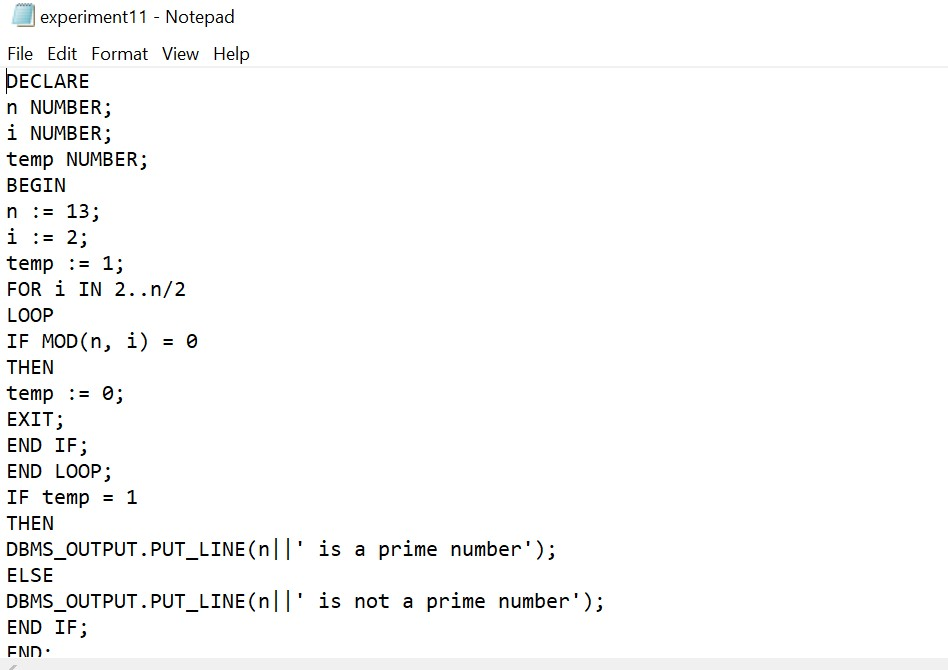 experiment11 - Notepad
File Edit Format View Help
DECLARE
n NUMBER;
i NUMBER;
temp NUMBER;
BEGIN
n := 13;
i := 2;
temp := 1;
FOR i IN 2..n/2
LOOP
IF MOD(n, i) = 0
THEN
temp := 0;
EXIT;
END IF;
END LOOP;
IF temp = 1
THEN
DBMS_OUTPUT.PUT_LINE(n||' is a prime number');
ELSE
DBMS_OUTPUT.PUT_LINE(n||' is not a prime number');
END IF;
END;